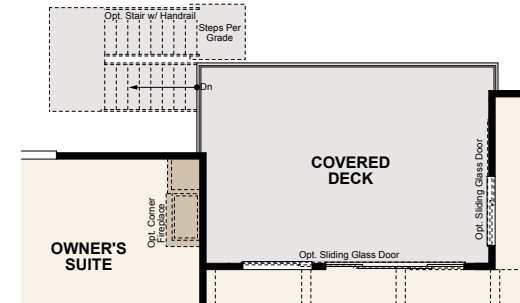 Opt. Stair w/ Handrail
Steps Per
Grade
Dn
COVERED
DECK
Opt. Sliding Glass Door
Opt. Corner
Fireplace
OWNER'S
SUITE
Opt. Sliding Glass Door